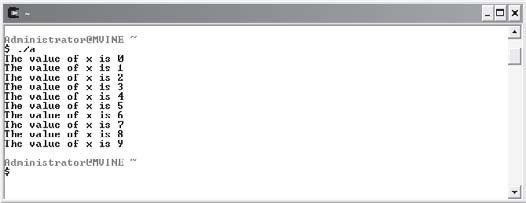 ~
Administrator@MVINE ~
$ ./a
The value of x is 0
The value of x is 1
The value of x is 2
The value of x is 3
The value of x is 4
The value of x is 5
The value of x is 6
The value of x is 7
The value of x is 8
The value of x is 9
Administrator@MVINE ~
$